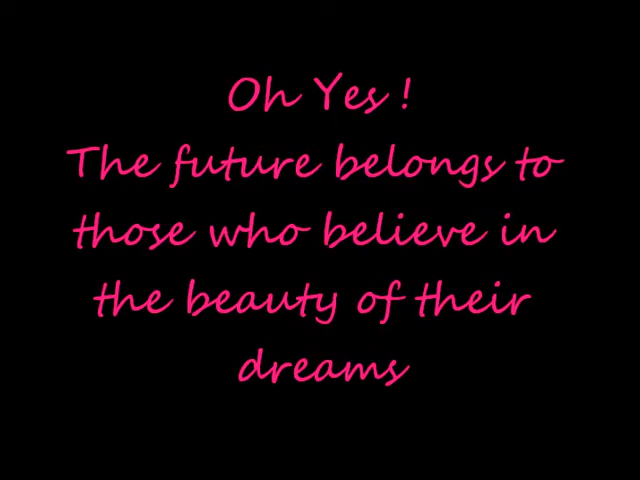 Oh Yes !
The future belongs to
those who believe in
the beauty of their
dreams